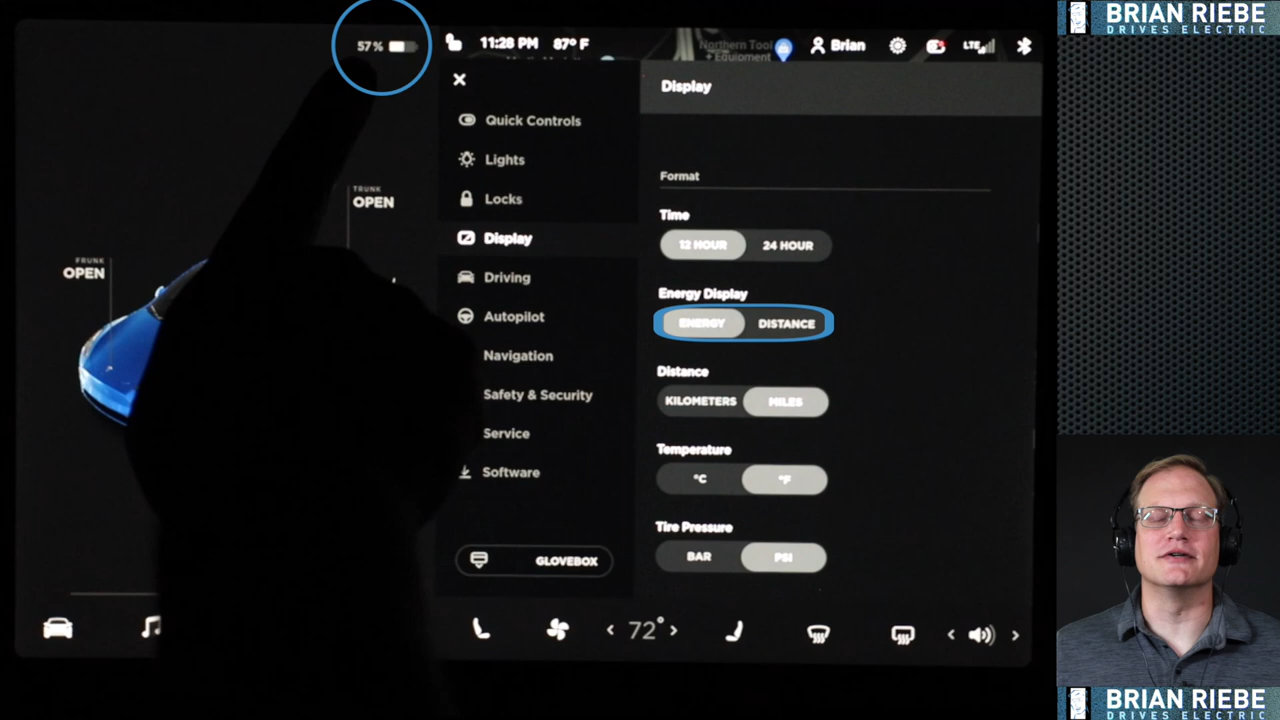 BRIAN RIEBE
DRIVES ELECTRIC
57%
11:28 PM 87° F
Northern Tool
+ Equipment
Brian
LTE
Display
Quick Controls
Lights
Locks
Display
Driving
Autopilot
Navigation
Safety & Security
Service
Software
GLOVEBOX
Format
Time
12 HOUR 24 HOUR
Energy Display
ENERGY DISTANCE
Distance
KILOMETERS MILES
Temperature
°C °F
Tire Pressure
BAR PSI
TRUNK
OPEN
FRUNK
OPEN
72°
BRIAN RIEBE
DRIVES ELECTRIC